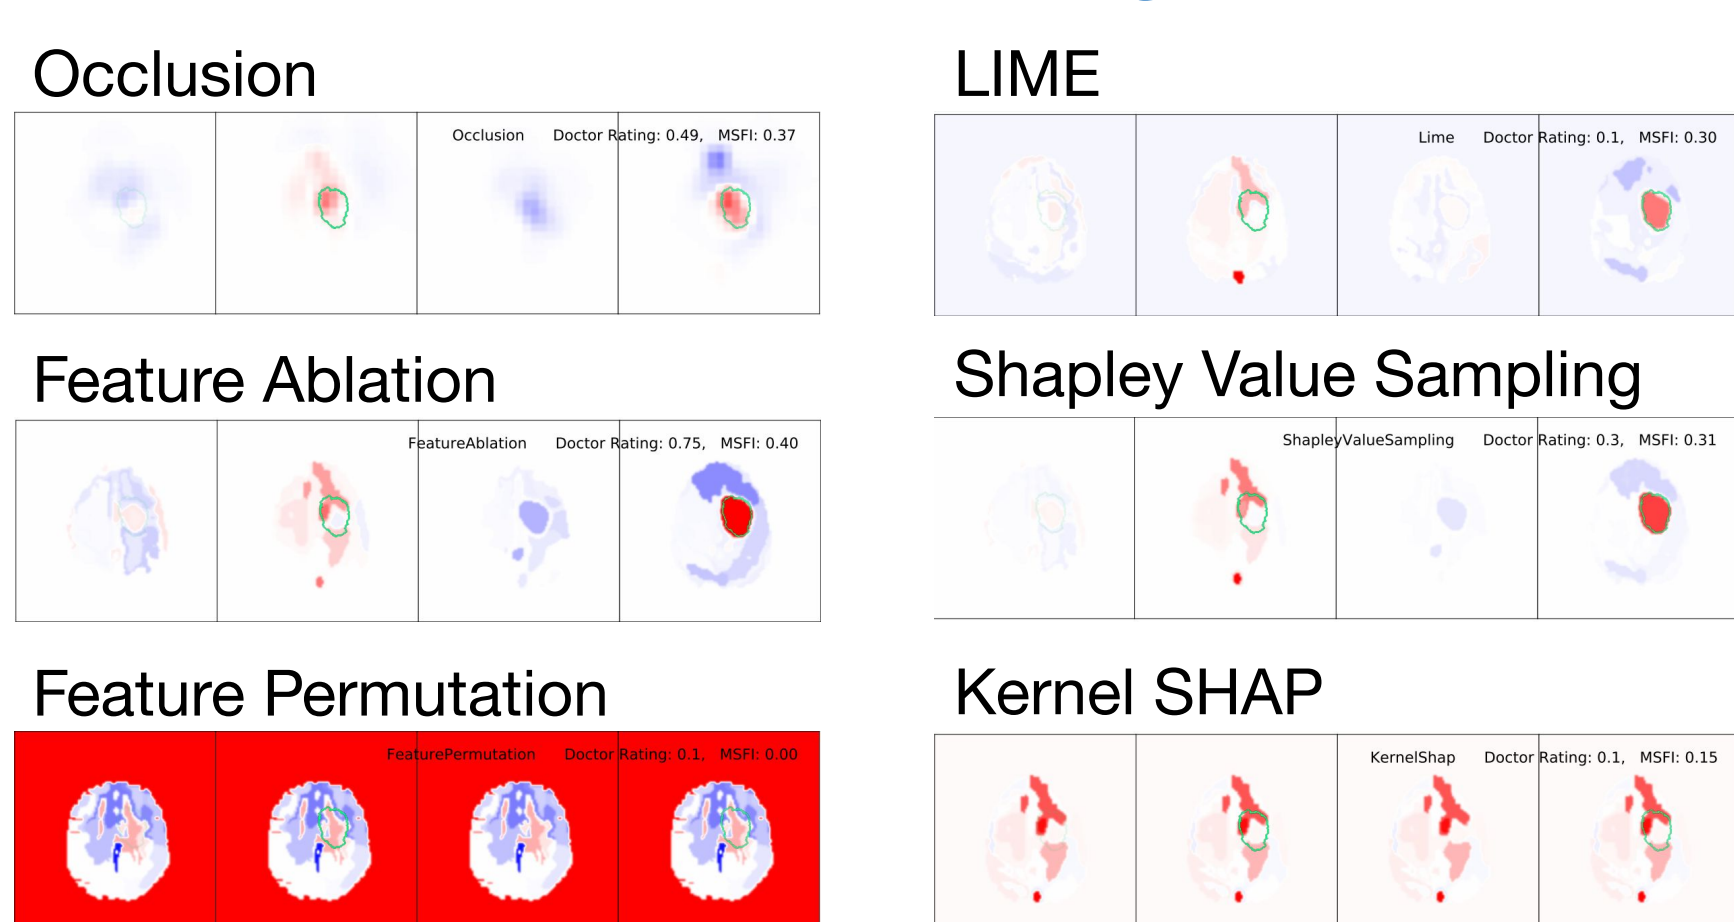 Occlusion
Occlusion Doctor Rating: 0.49, MSFI: 0.37
Feature Ablation
FeatureAblation Doctor Rating: 0.75, MSFI: 0.40
Feature Permutation
FeaturePermutation Doctor Rating: 0.1, MSFI: 0.00
LIME
Lime Doctor Rating: 0.1, MSFI: 0.30
Shapley Value Sampling
ShapleyValueSampling Doctor Rating: 0.3, MSFI: 0.31
Kernel SHAP
KernelShap Doctor Rating: 0.1, MSFI: 0.15